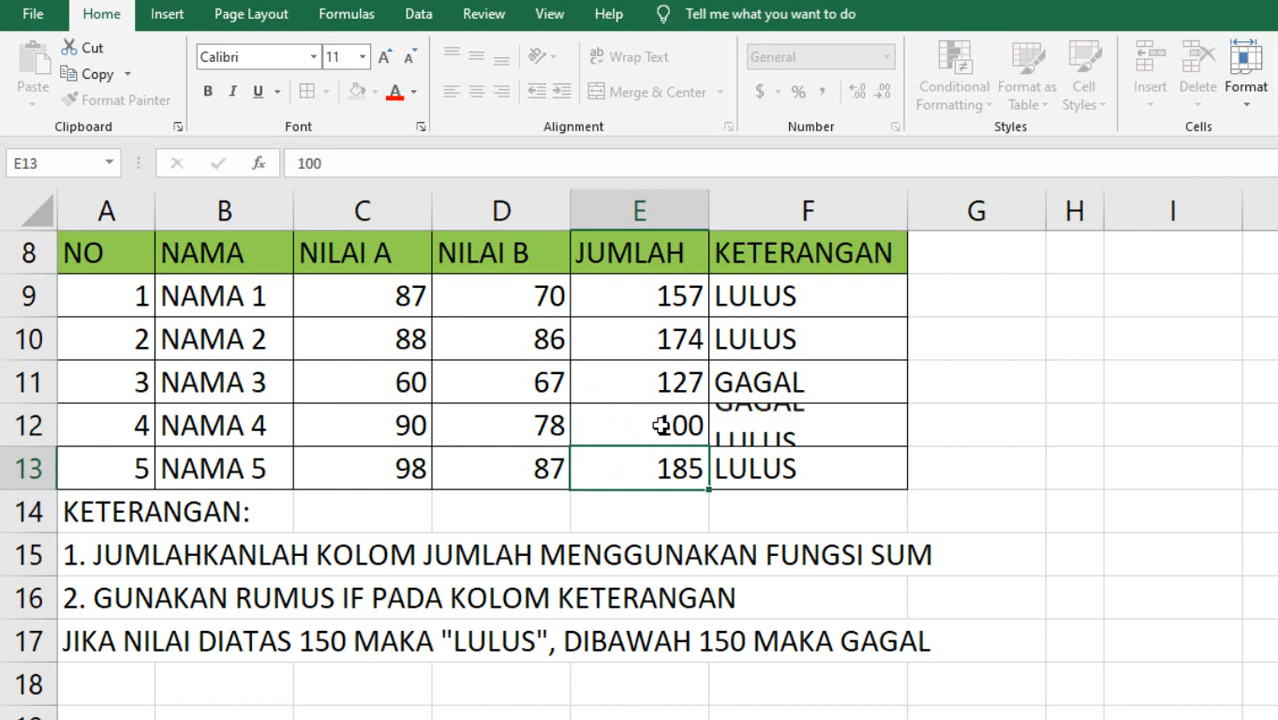 File Home Insert Page Layout Formulas Data Review View Help Tell me what you want to do
Paste
Cut
Copy
Format Painter
Clipboard
Calibri 11 A A
B I U A
Font
Wrap Text
Merge & Center
Alignment
General
$ % ,
Number
Conditional Formatting
Format as Table
Cell Styles
Styles
Insert Delete Format
Cells
E13 fx 100
A B C D E F G H I
8 NO NAMA NILAI A NILAI B JUMLAH KETERANGAN
9 1 NAMA 1 87 70 157 LULUS
10 2 NAMA 2 88 86 174 LULUS
11 3 NAMA 3 60 67 127 GAGAL
12 4 NAMA 4 90 78 100 GAGAL LULUS
13 5 NAMA 5 98 87 185 LULUS
14 KETERANGAN:
15 1. JUMLAHKANLAH KOLOM JUMLAH MENGGUNAKAN FUNGSI SUM
16 2. GUNAKAN RUMUS IF PADA KOLOM KETERANGAN
17 JIKA NILAI DIATAS 150 MAKA "LULUS", DIBAWAH 150 MAKA GAGAL
18